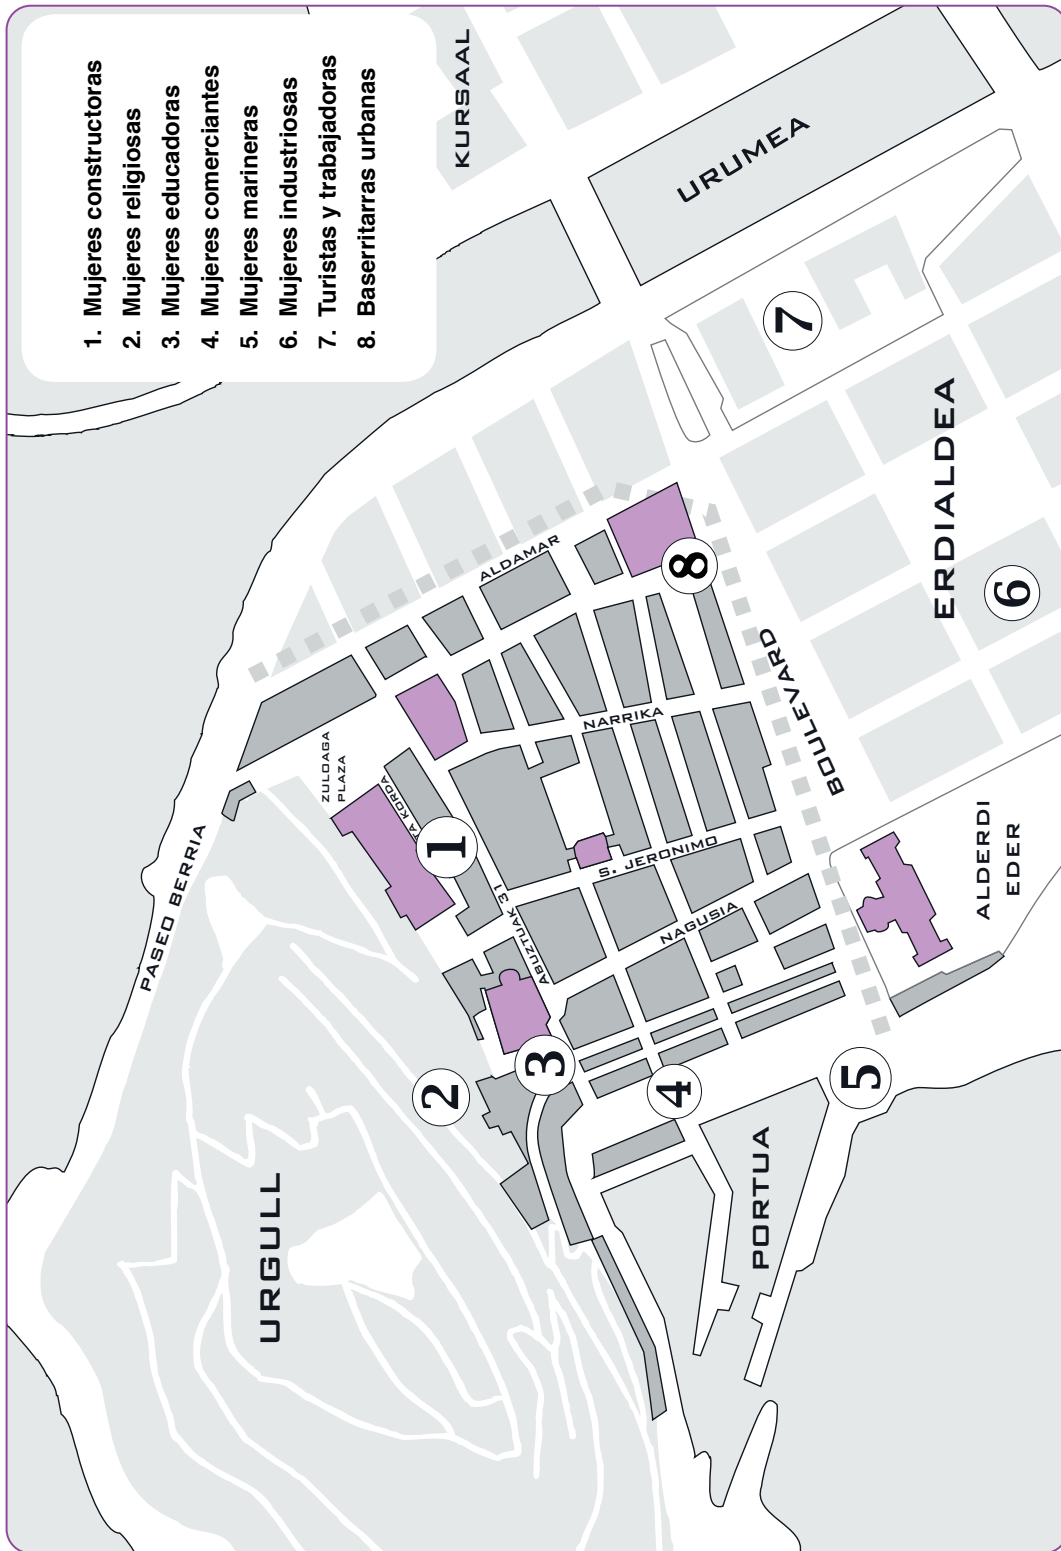 1. Mujeres constructoras
2. Mujeres religiosas
3. Mujeres educadoras
4. Mujeres comerciantes
5. Mujeres marineras
6. Mujeres industriosas
7. Turistas y trabajadoras
8. Baserritarras urbanas
KURSAAL
URUMEA
PASEO BERRIA
ZULOAGA
PLAZA
ALDAMAR
TA KORDA
NARRIKA
ABUZTUAK 31
S. JERONIMO
NAGUSIA
BOULEVARD
ERDIALDEA
ALDERDI
EDER
URGULL
PORTUA
1
2
3
4
5
6
7
8